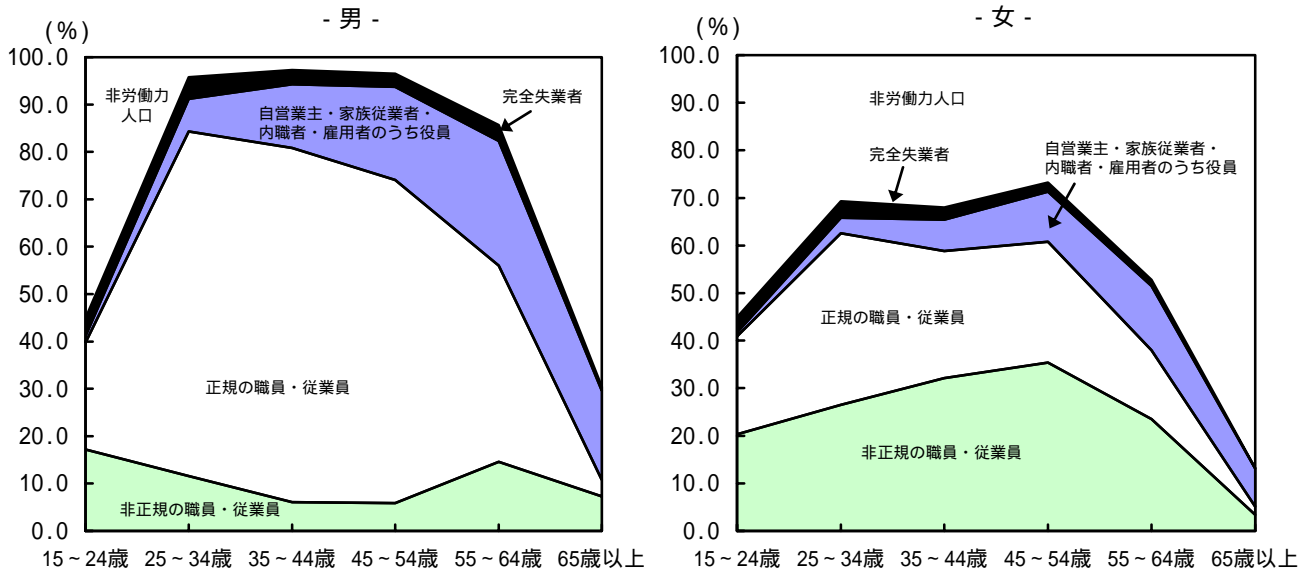 - 男 -
(%)
100.0
90.0
80.0
70.0
60.0
50.0
40.0
30.0
20.0
10.0
0.0
非労働力
人口
自営業主・家族従業者・
内職者・雇用者のうち役員
完全失業者
正規の職員・従業員
非正規の職員・従業員
15~24歳 25~34歳 35~44歳 45~54歳 55~64歳 65歳以上
- 女 -
(%)
100.0
90.0
80.0
70.0
60.0
50.0
40.0
30.0
20.0
10.0
0.0
非労働力人口
完全失業者
自営業主・家族従業者・
内職者・雇用者のうち役員
正規の職員・従業員
非正規の職員・従業員
15~24歳 25~34歳 35~44歳 45~54歳 55~64歳 65歳以上